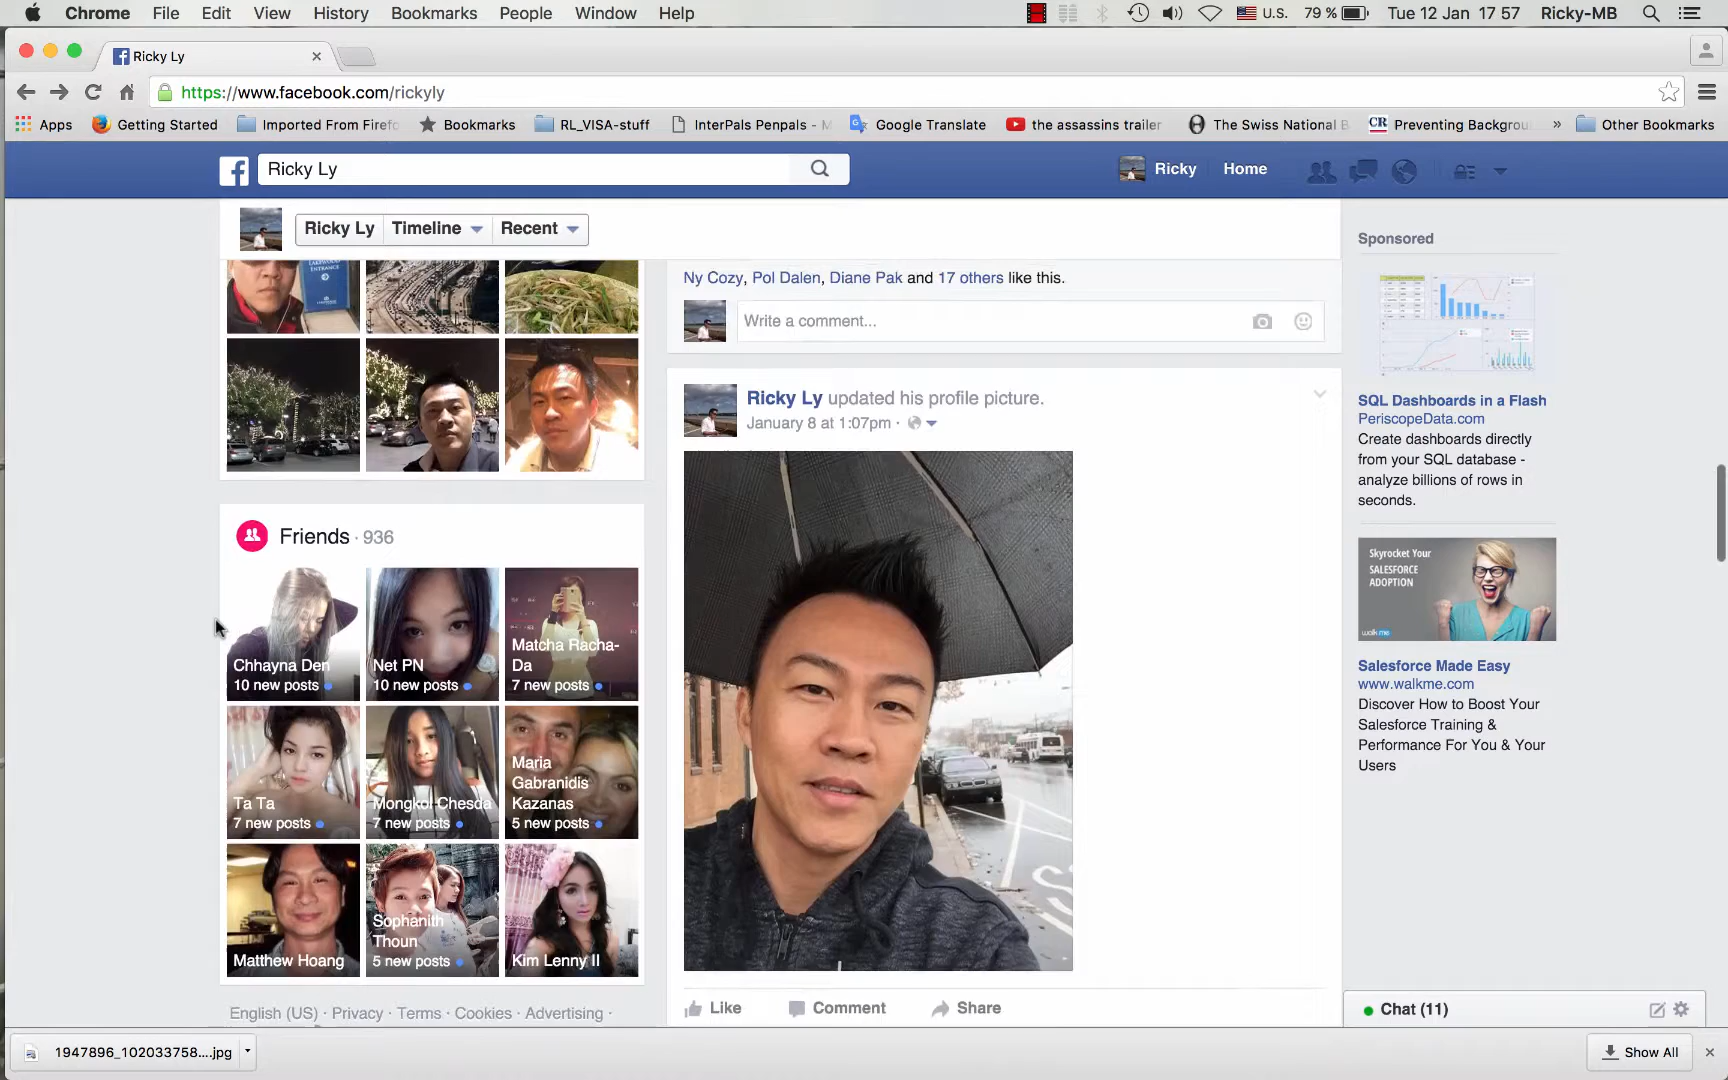 Chrome File Edit View History Bookmarks People Window Help U.S. 79 % Tue 12 Jan 17 57 Ricky-MB
Ricky Ly
https://www.facebook.com/rickyly
Apps Getting Started Imported From Firefo Bookmarks RL_VISA-stuff InterPals Penpals - M Google Translate the assassins trailer The Swiss National B Preventing Backgrou » Other Bookmarks
Ricky Ly Ricky Home
Ricky Ly Timeline Recent
Sponsored
Ny Cozy, Pol Dalen, Diane Pak and 17 others like this.
Write a comment...
Ricky Ly updated his profile picture.
January 8 at 1:07pm ·
SQL Dashboards in a Flash
PeriscopeData.com
Create dashboards directly
from your SQL database -
analyze billions of rows in
seconds.
Friends · 936
Chhayna Den
10 new posts
Net PN
10 new posts
Matcha Racha-
Da
7 new posts
Ta Ta
7 new posts
Mongkol Chesda
7 new posts
Maria
Gabranidis
Kazanas
5 new posts
Matthew Hoang
Sophanith
Thoun
5 new posts
Kim Lenny II
Skyrocket Your
SALESFORCE
ADOPTION
walk me
Salesforce Made Easy
www.walkme.com
Discover How to Boost Your
Salesforce Training &
Performance For You & Your
Users
Like Comment Share
English (US) · Privacy · Terms · Cookies · Advertising ·
Chat (11)
1947896_102033758....jpg Show All